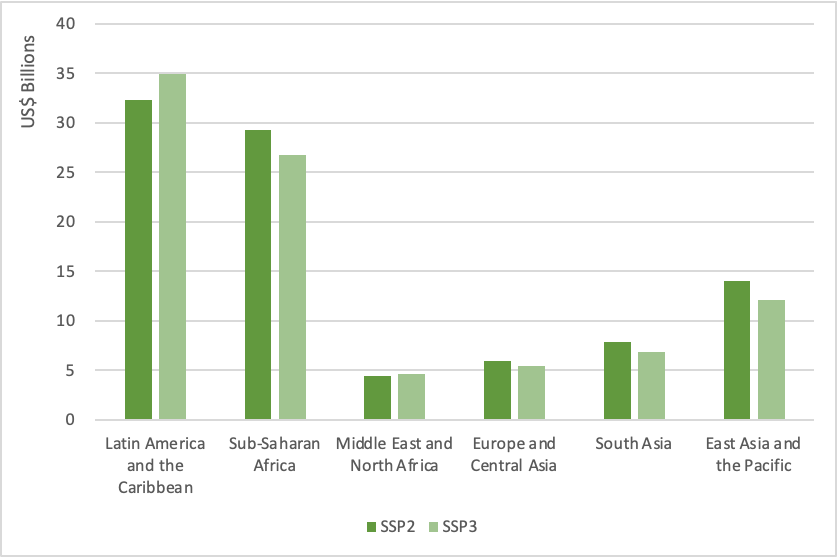 US$ Billions
40
35
30
25
20
15
10
5
0
Latin America
and the
Caribbean
Sub-Saharan
Africa
Middle East and
North Africa
Europe and
Central Asia
South Asia
East Asia and
the Pacific
SSP2
SSP3